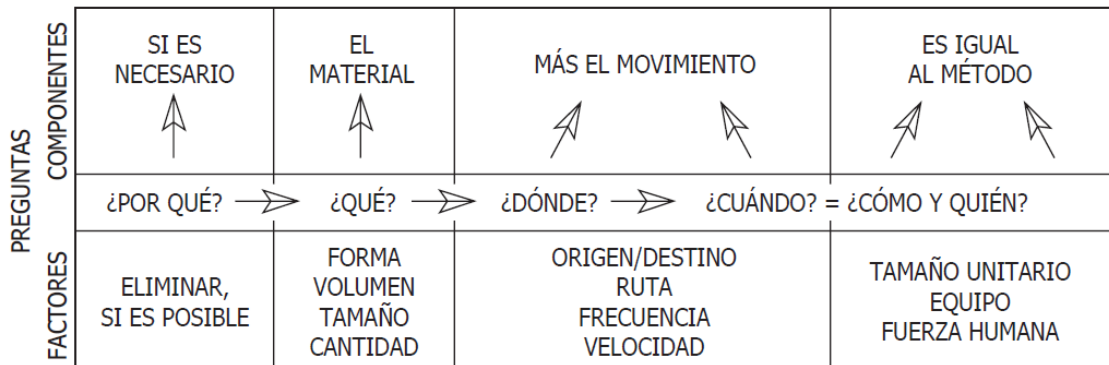 PREGUNTAS
COMPONENTES
SI ES
NECESARIO
EL
MATERIAL
MÁS EL MOVIMIENTO
ES IGUAL
AL MÉTODO
¿POR QUÉ? ¿QUÉ? ¿DÓNDE? ¿CUÁNDO? = ¿CÓMO Y QUIÉN?
FACTORES
ELIMINAR,
SI ES POSIBLE
FORMA
VOLUMEN
TAMAÑO
CANTIDAD
ORIGEN/DESTINO
RUTA
FRECUENCIA
VELOCIDAD
TAMAÑO UNITARIO
EQUIPO
FUERZA HUMANA